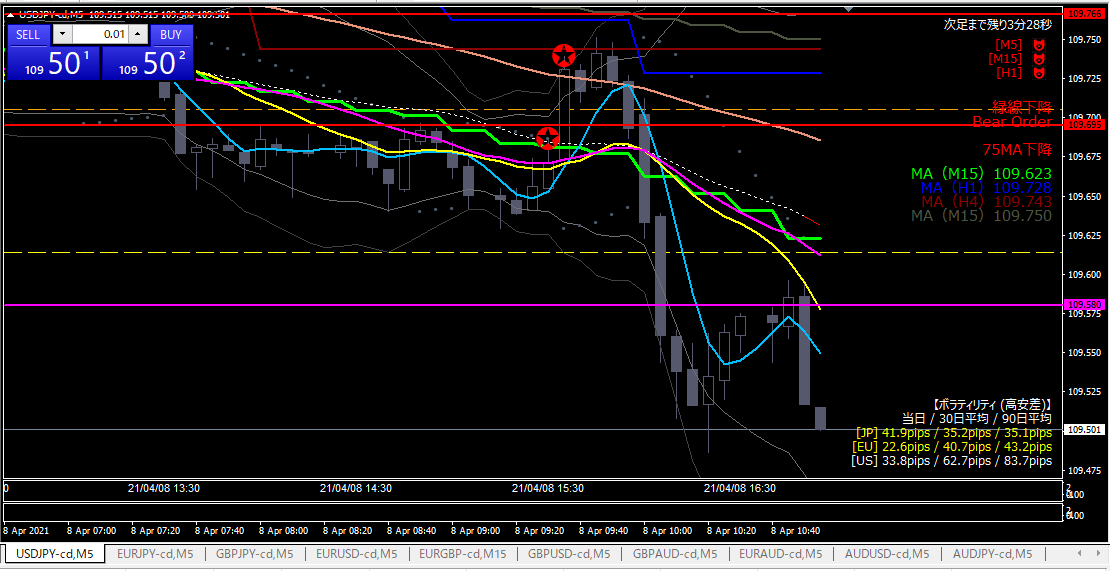 USDJPY-cd,M5 109.515 109.515 109.500 109.501
SELL
0.01
BUY
109 50 1
109 50 2
次足まで残り3分28秒
[M5]
[M15]
[H1]
緑線下降
Bear Order
75MA下降
MA（M15）109.623
MA（H1）109.728
MA（H4）109.743
MA（M15）109.750
【ボラティリティ(高安差)】
当日 / 30日平均 / 90日平均
[JP] 41.9pips / 35.2pips / 35.1pips
[EU] 22.6pips / 40.7pips / 43.2pips
[US] 33.8pips / 62.7pips / 83.7pips
109.766
109.750
109.725
109.700
109.695
109.675
109.650
109.625
109.600
109.580
109.575
109.550
109.525
109.501
109.475
0
21/04/08 13:30
21/04/08 14:30
21/04/08 15:30
21/04/08 16:30
8 Apr 2021
8 Apr 07:00
8 Apr 07:20
8 Apr 07:40
8 Apr 08:00
8 Apr 08:20
8 Apr 08:40
8 Apr 09:00
8 Apr 09:20
8 Apr 09:40
8 Apr 10:00
8 Apr 10:20
8 Apr 10:40
USDJPY-cd,M5
EURJPY-cd,M5
GBPJPY-cd,M5
EURUSD-cd,M5
EURGBP-cd,M15
GBPUSD-cd,M5
GBPAUD-cd,M5
EURAUD-cd,M5
AUDUSD-cd,M5
AUDJPY-cd,M5